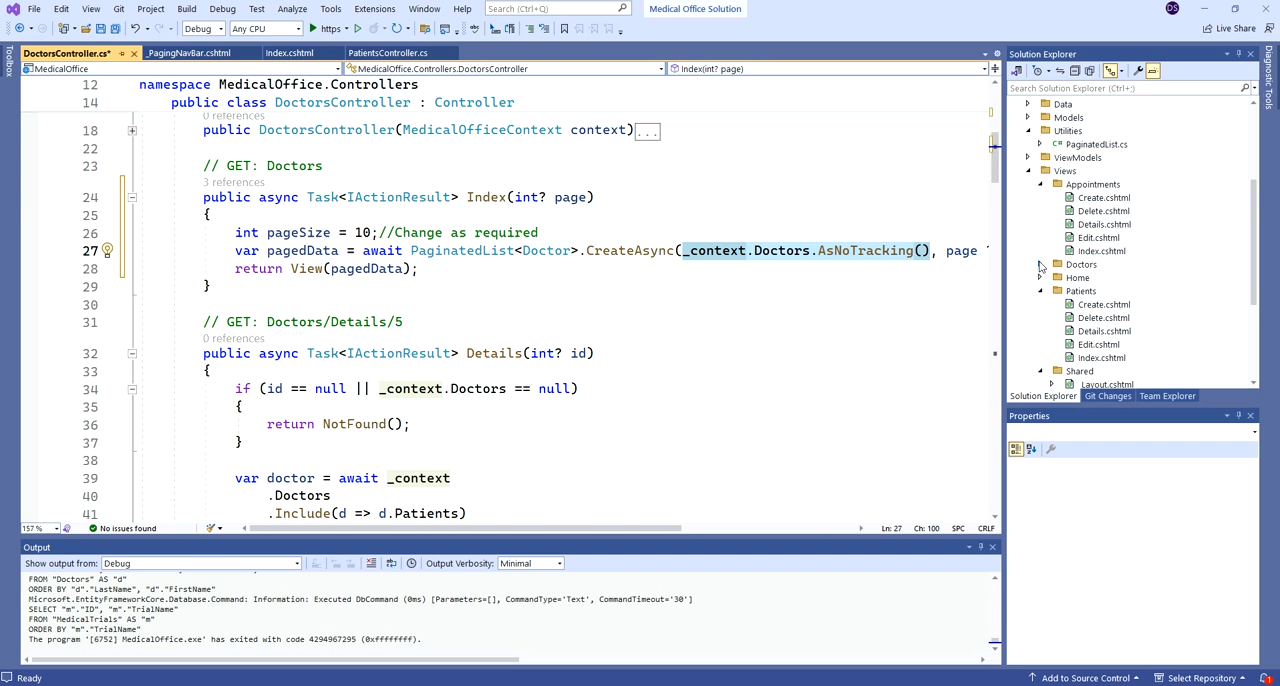 File Edit View Git Project Build Debug Test Analyze Tools Extensions Window Help Search (Ctrl+Q) Medical Office Solution DS
Debug Any CPU https Live Share
DoctorsController.cs* _PagingNavBar.cshtml Index.cshtml PatientsController.cs
MedicalOffice MedicalOffice.Controllers.DoctorsController Index(int? page)
Toolbox
12 namespace MedicalOffice.Controllers
14 public class DoctorsController : Controller
0 references
18 public DoctorsController(MedicalOfficeContext context)...
22
23 // GET: Doctors
3 references
24 public async Task<IActionResult> Index(int? page)
25 {
26 int pageSize = 10;//Change as required
27 var pagedData = await PaginatedList<Doctor>.CreateAsync(_context.Doctors.AsNoTracking(), page ?
28 return View(pagedData);
29 }
30
31 // GET: Doctors/Details/5
0 references
32 public async Task<IActionResult> Details(int? id)
33 {
34 if (id == null || _context.Doctors == null)
35 {
36 return NotFound();
37 }
38
39 var doctor = await _context
40 .Doctors
41 .Include(d => d.Patients)
157 % No issues found Ln: 27 Ch: 100 SPC CRLF
Output
Show output from: Debug Output Verbosity: Minimal
FROM "Doctors" AS "d"
ORDER BY "d"."LastName", "d"."FirstName"
Microsoft.EntityFrameworkCore.Database.Command: Information: Executed DbCommand (0ms) [Parameters=[], CommandType='Text', CommandTimeout='30']
SELECT "m"."ID", "m"."TrialName"
FROM "MedicalTrials" AS "m"
ORDER BY "m"."TrialName"
The program '[6752] MedicalOffice.exe' has exited with code 4294967295 (0xffffffff).
Solution Explorer
Search Solution Explorer (Ctrl+;)
Data
Models
Utilities
C# PaginatedList.cs
ViewModels
Views
Appointments
Create.cshtml
Delete.cshtml
Details.cshtml
Edit.cshtml
Index.cshtml
Doctors
Home
Patients
Create.cshtml
Delete.cshtml
Details.cshtml
Edit.cshtml
Index.cshtml
Shared
_Layout.cshtml
Solution Explorer Git Changes Team Explorer
Properties
Diagnostic Tools
Ready Add to Source Control Select Repository 1